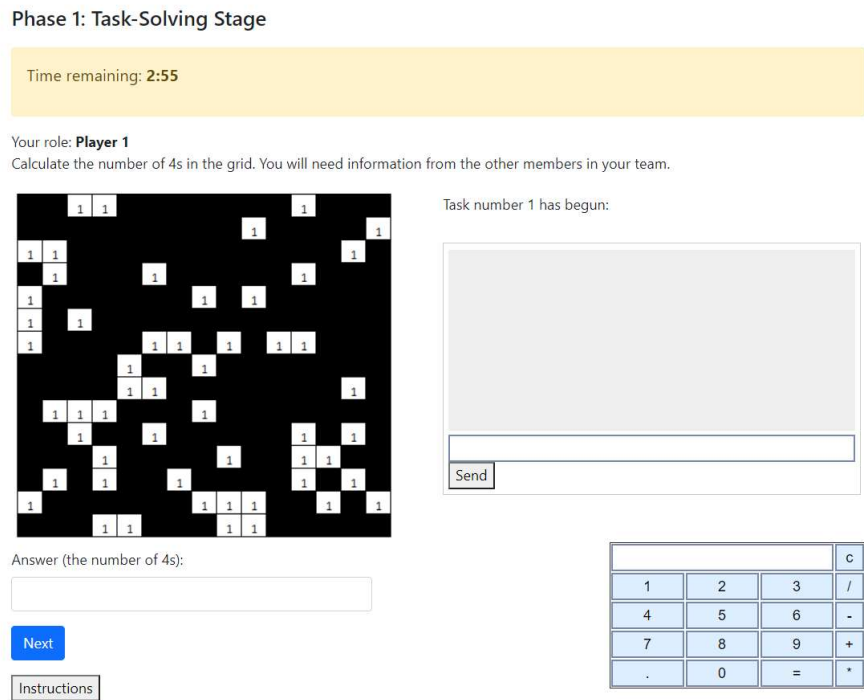 Phase 1: Task-Solving Stage
Time remaining: 2:55
Your role: Player 1
Calculate the number of 4s in the grid. You will need information from the other members in your team.
Task number 1 has begun:
1 1 1
1 1
1 1 1
1 1 1
1 1 1
1 1
1 1 1 1 1 1
1 1
1 1 1
1 1 1 1
1 1 1 1
1 1 1 1
1 1 1 1 1
1 1 1 1 1 1
1 1 1 1
Send
Answer (the number of 4s):
Next
Instructions
c
1 2 3 /
4 5 6 -
7 8 9 +
. 0 = *